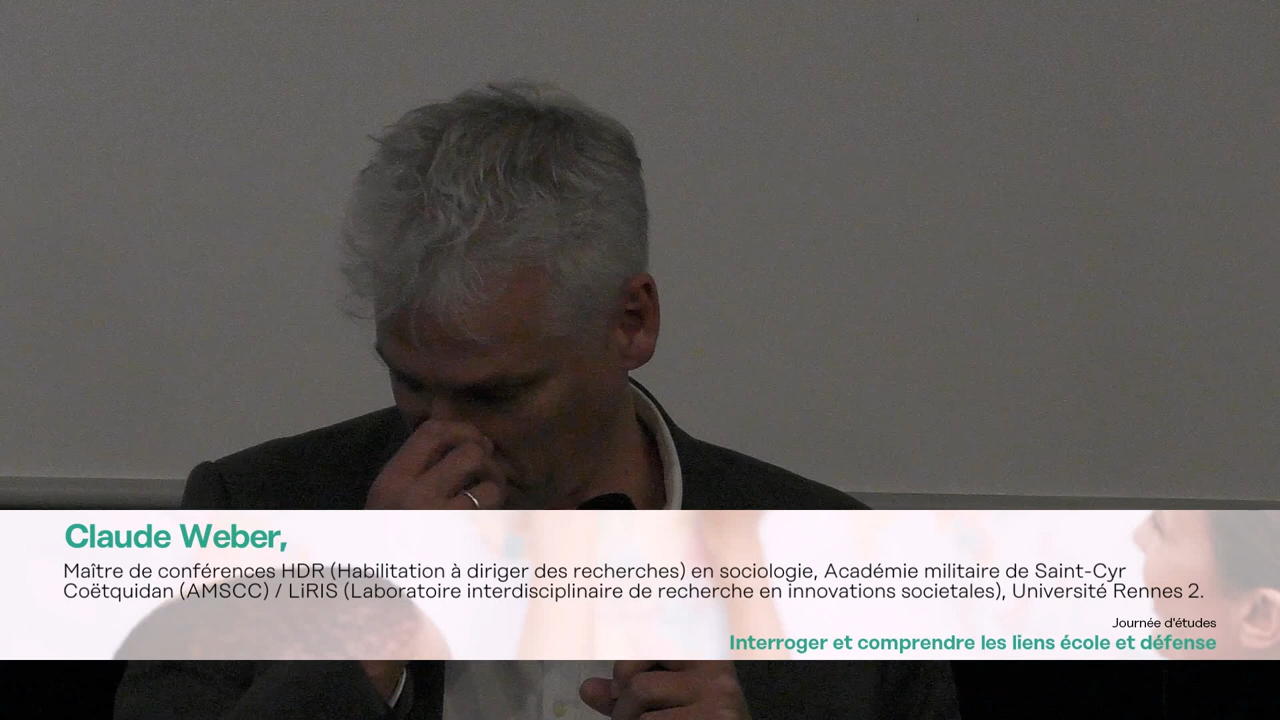 Claude Weber,
Maître de conférences HDR (Habilitation à diriger des recherches) en sociologie, Académie militaire de Saint-Cyr
Coëtquidan (AMSCC) / LiRIS (Laboratoire interdisciplinaire de recherche en innovations societales), Université Rennes 2.
Journée d'études
Interroger et comprendre les liens école et défense